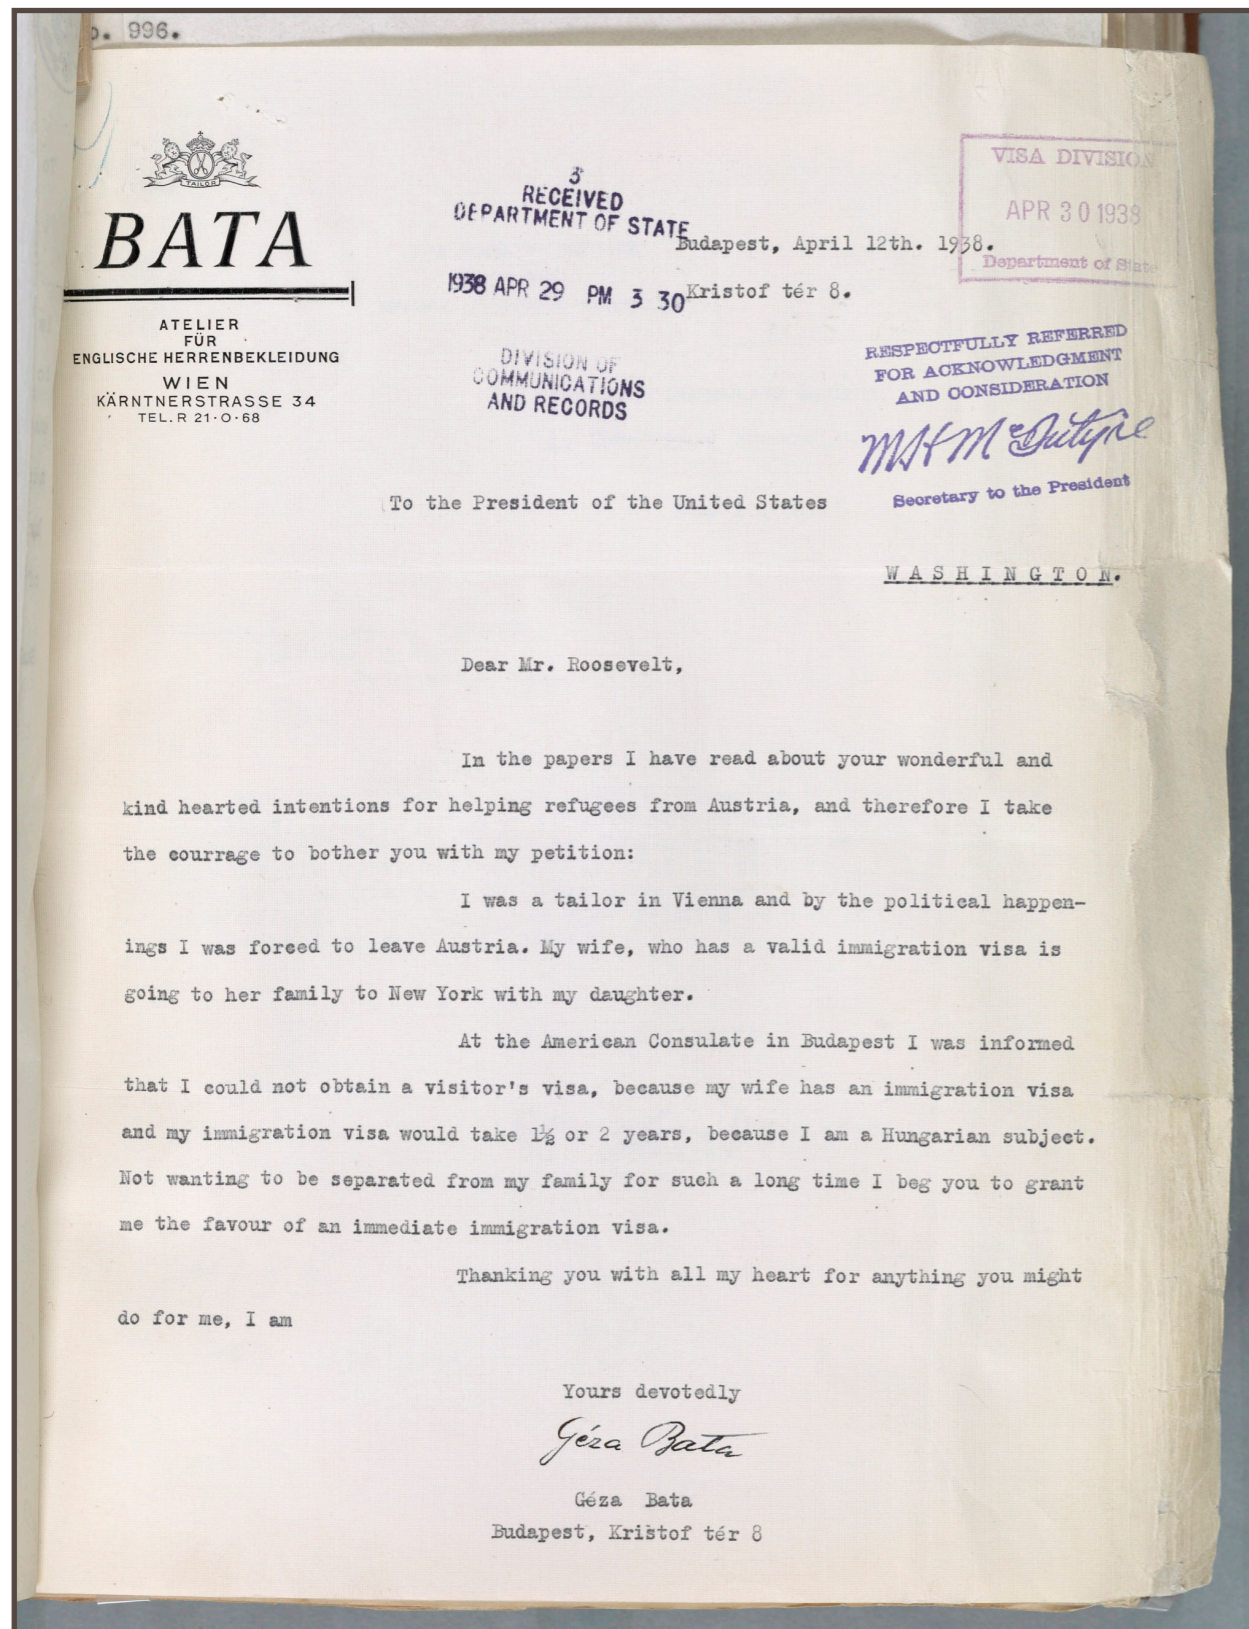 996.
TAILOR
BATA
ATELIER
FÜR
ENGLISCHE HERRENBEKLEIDUNG
WIEN
KÄRNTNERSTRASSE 34
TEL. R 21-0-68
3
RECEIVED
DEPARTMENT OF STATE
1938 APR 29 PM 3 30
DIVISION OF
COMMUNICATIONS
AND RECORDS
VISA DIVISION
APR 30 1938
Department of State
Budapest, April 12th. 1938.
Kristof tér 8.
RESPECTFULLY REFERRED
FOR ACKNOWLEDGMENT
AND CONSIDERATION
M H McIntyre
Secretary to the President
To the President of the United States
WASHINGTON.
Dear Mr. Roosevelt,
In the papers I have read about your wonderful and
kind hearted intentions for helping refugees from Austria, and therefore I take
the courrage to bother you with my petition:
I was a tailor in Vienna and by the political happen-
ings I was forced to leave Austria. My wife, who has a valid immigration visa is
going to her family to New York with my daughter.
At the American Consulate in Budapest I was informed
that I could not obtain a visitor's visa, because my wife has an immigration visa
and my immigration visa would take 1½ or 2 years, because I am a Hungarian subject.
Not wanting to be separated from my family for such a long time I beg you to grant
me the favour of an immediate immigration visa.
Thanking you with all my heart for anything you might
do for me, I am
Yours devotedly
Géza Bata
Géza Bata
Budapest, Kristof tér 8